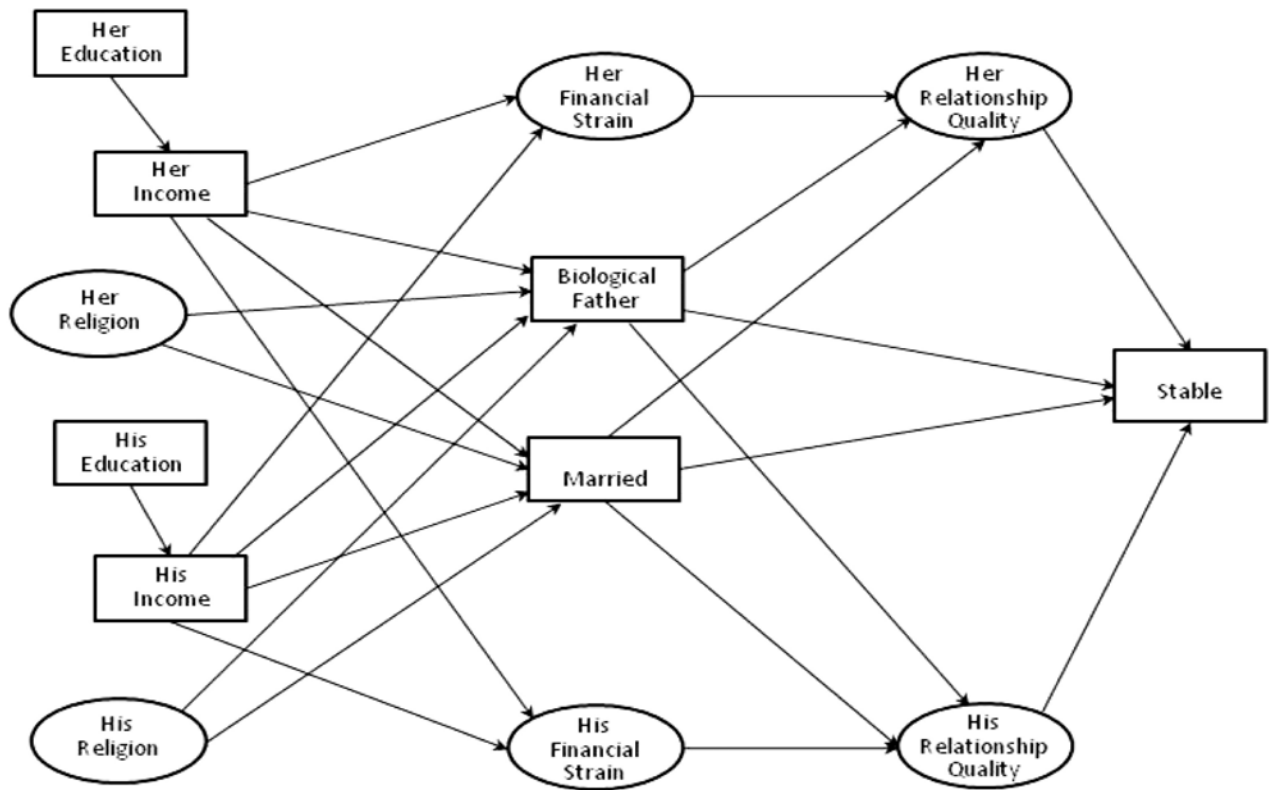 Her
Education
Her
Income
Her
Religion
His
Education
His
Income
His
Religion
Her
Financial
Strain
Biological
Father
Married
His
Financial
Strain
Her
Relationship
Quality
Stable
His
Relationship
Quality